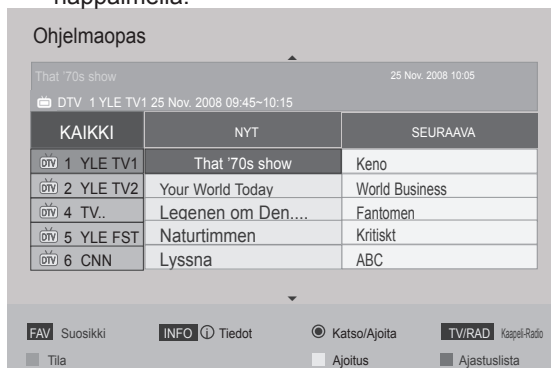 näppäimellä.
Ohjelmaopas
That '70s show 25 Nov. 2008 10:05
DTV 1 YLE TV1 25 Nov. 2008 09:45~10:15
KAIKKI NYT SEURAAVA
DTV 1 YLE TV1 That '70s show Keno
DTV 2 YLE TV2 Your World Today World Business
DTV 4 TV.. Legenen om Den.... Fantomen
DTV 5 YLE FST Naturtimmen Kritiskt
DTV 6 CNN Lyssna ABC
FAV Suosikki INFO i Tiedot Katso/Ajoita TV/RAD Kaapeli-Radio
Tila Ajoitus Ajastuslista